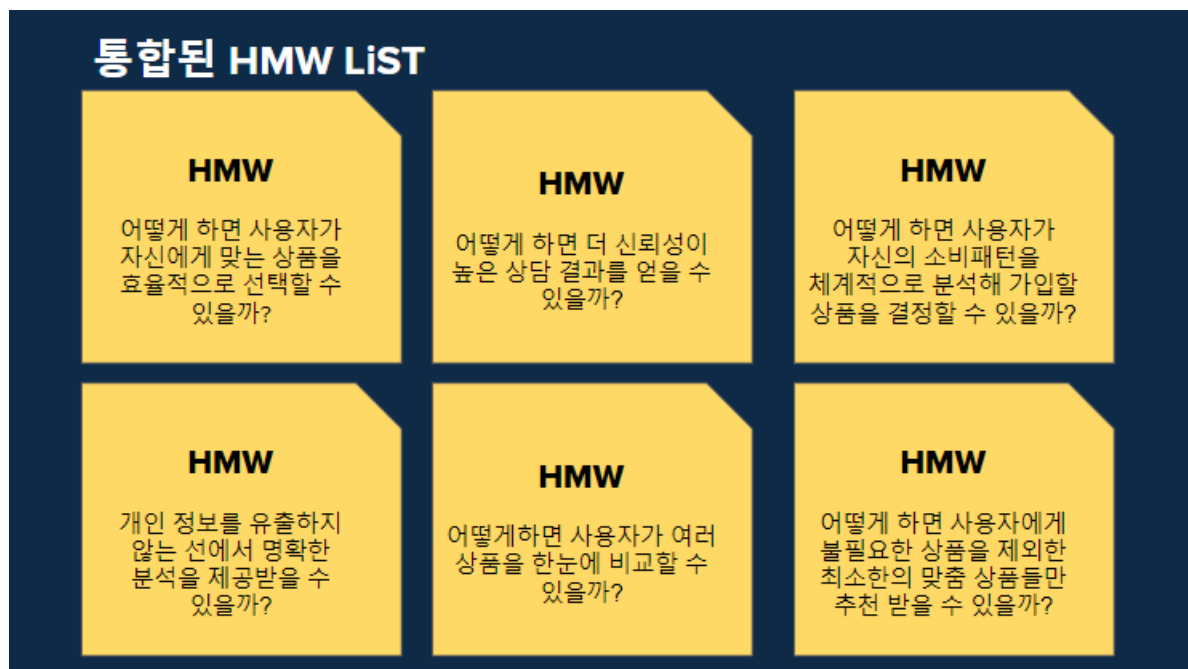 통합된 HMW LiST
HMW
어떻게 하면 사용자가
자신에게 맞는 상품을
효율적으로 선택할 수
있을까?
HMW
어떻게 하면 더 신뢰성이
높은 상담 결과를 얻을 수
있을까?
HMW
어떻게 하면 사용자가
자신의 소비패턴을
체계적으로 분석해 가입할
상품을 결정할 수 있을까?
HMW
개인 정보를 유출하지
않는 선에서 명확한
분석을 제공받을 수
있을까?
HMW
어떻게하면 사용자가 여러
상품을 한눈에 비교할 수
있을까?
HMW
어떻게 하면 사용자에게
불필요한 상품을 제외한
최소한의 맞춤 상품들만
추천 받을 수 있을까?